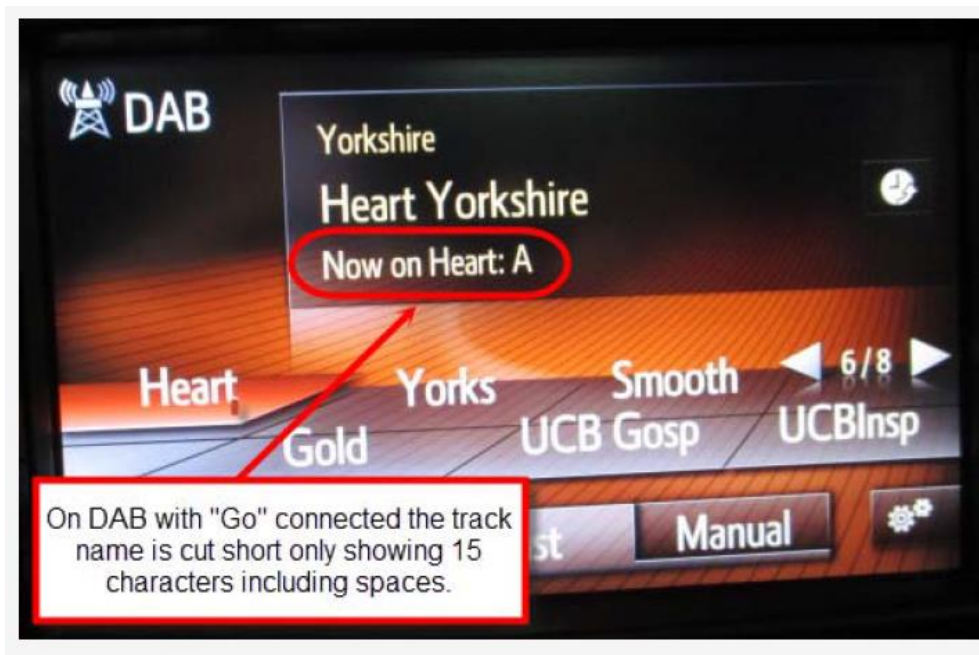 DAB
Yorkshire
Heart Yorkshire
Now on Heart: A
6/8
Heart Yorks Smooth
Gold UCB Gosp UCBInsp
On DAB with "Go" connected the track
name is cut short only showing 15
characters including spaces.
Manual